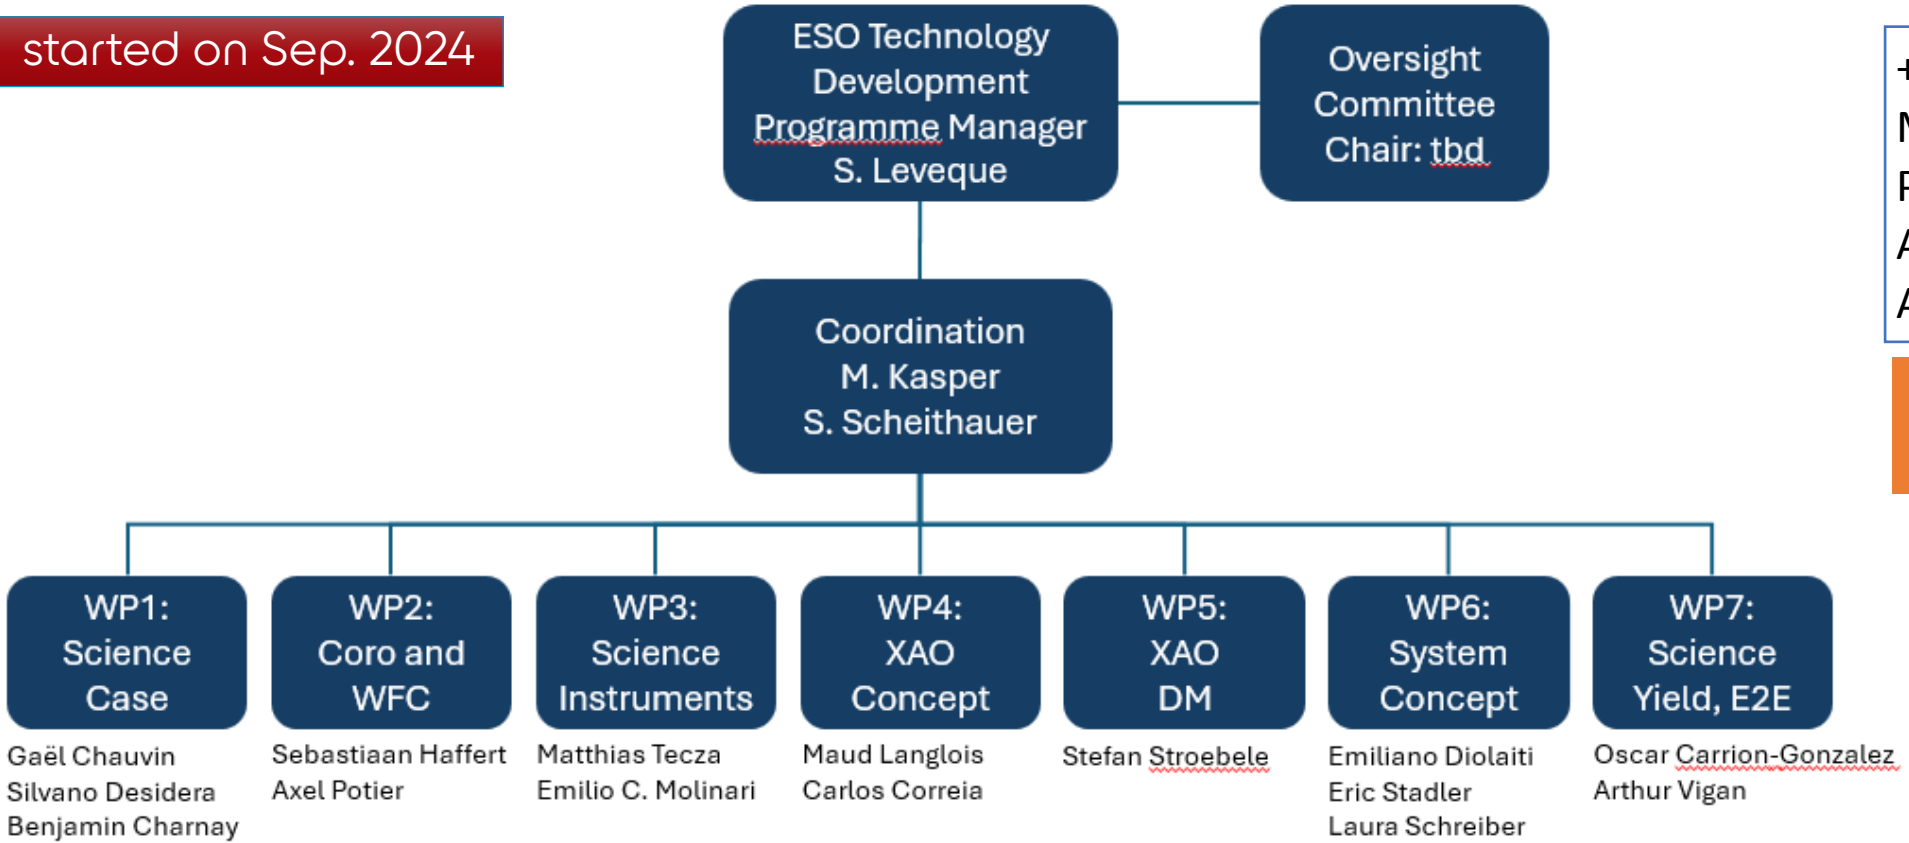 started on Sep. 2024
ESO Technology
Development
Programme Manager
S. Leveque
Oversight
Committee
Chair: tbd
Coordination
M. Kasper
S. Scheithauer
WP1:
Science
Case
Gaël Chauvin
Silvano Desidera
Benjamin Charnay
WP2:
Coro and
WFC
Sebastiaan Haffert
Axel Potier
WP3:
Science
Instruments
Matthias Tecza
Emilio C. Molinari
WP4:
XAO
Concept
Maud Langlois
Carlos Correia
WP5:
XAO
DM
Stefan Stroebele
WP6:
System
Concept
Emiliano Diolaiti
Eric Stadler
Laura Schreiber
WP7:
Science
Yield, E2E
Oscar Carrion-Gonzalez
Arthur Vigan